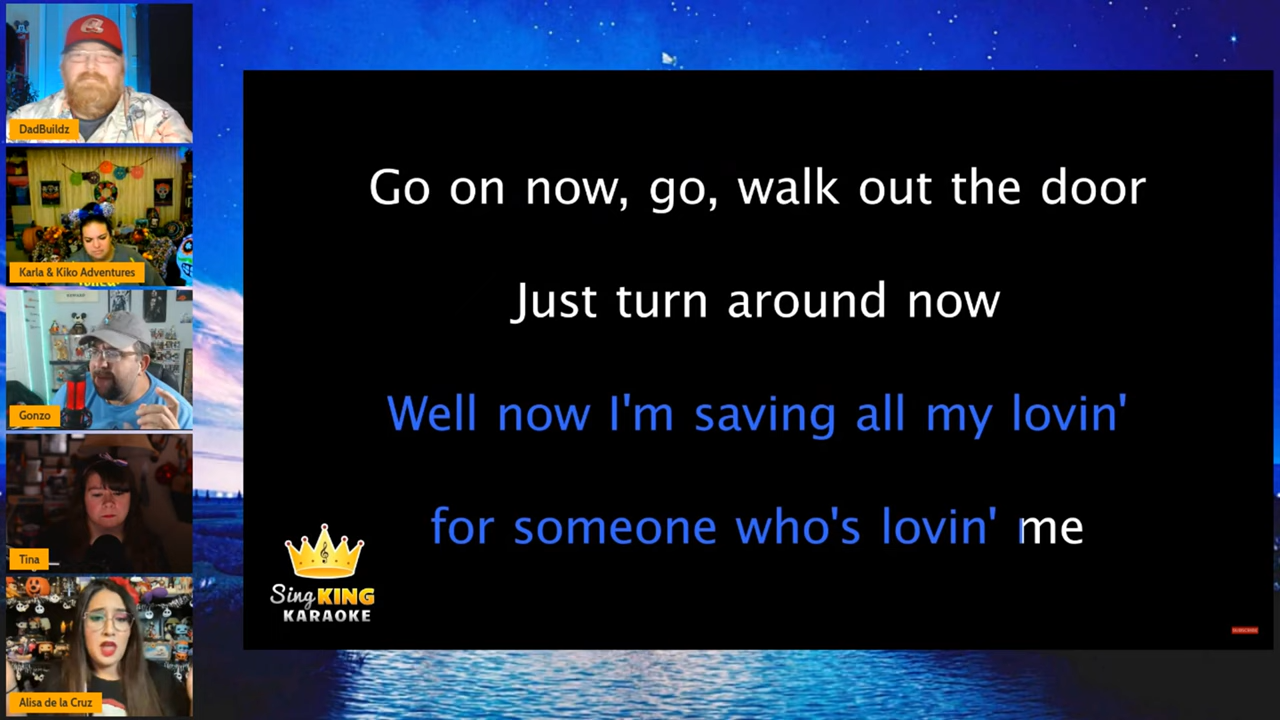 DadBuildz
Karla & Kiko Adventures
Gonzo
Tina
Alisa de la Cruz
Go on now, go, walk out the door
Just turn around now
Well now I'm saving all my lovin'
for someone who's lovin' me
Sing KING
KARAOKE
SUBSCRIBE